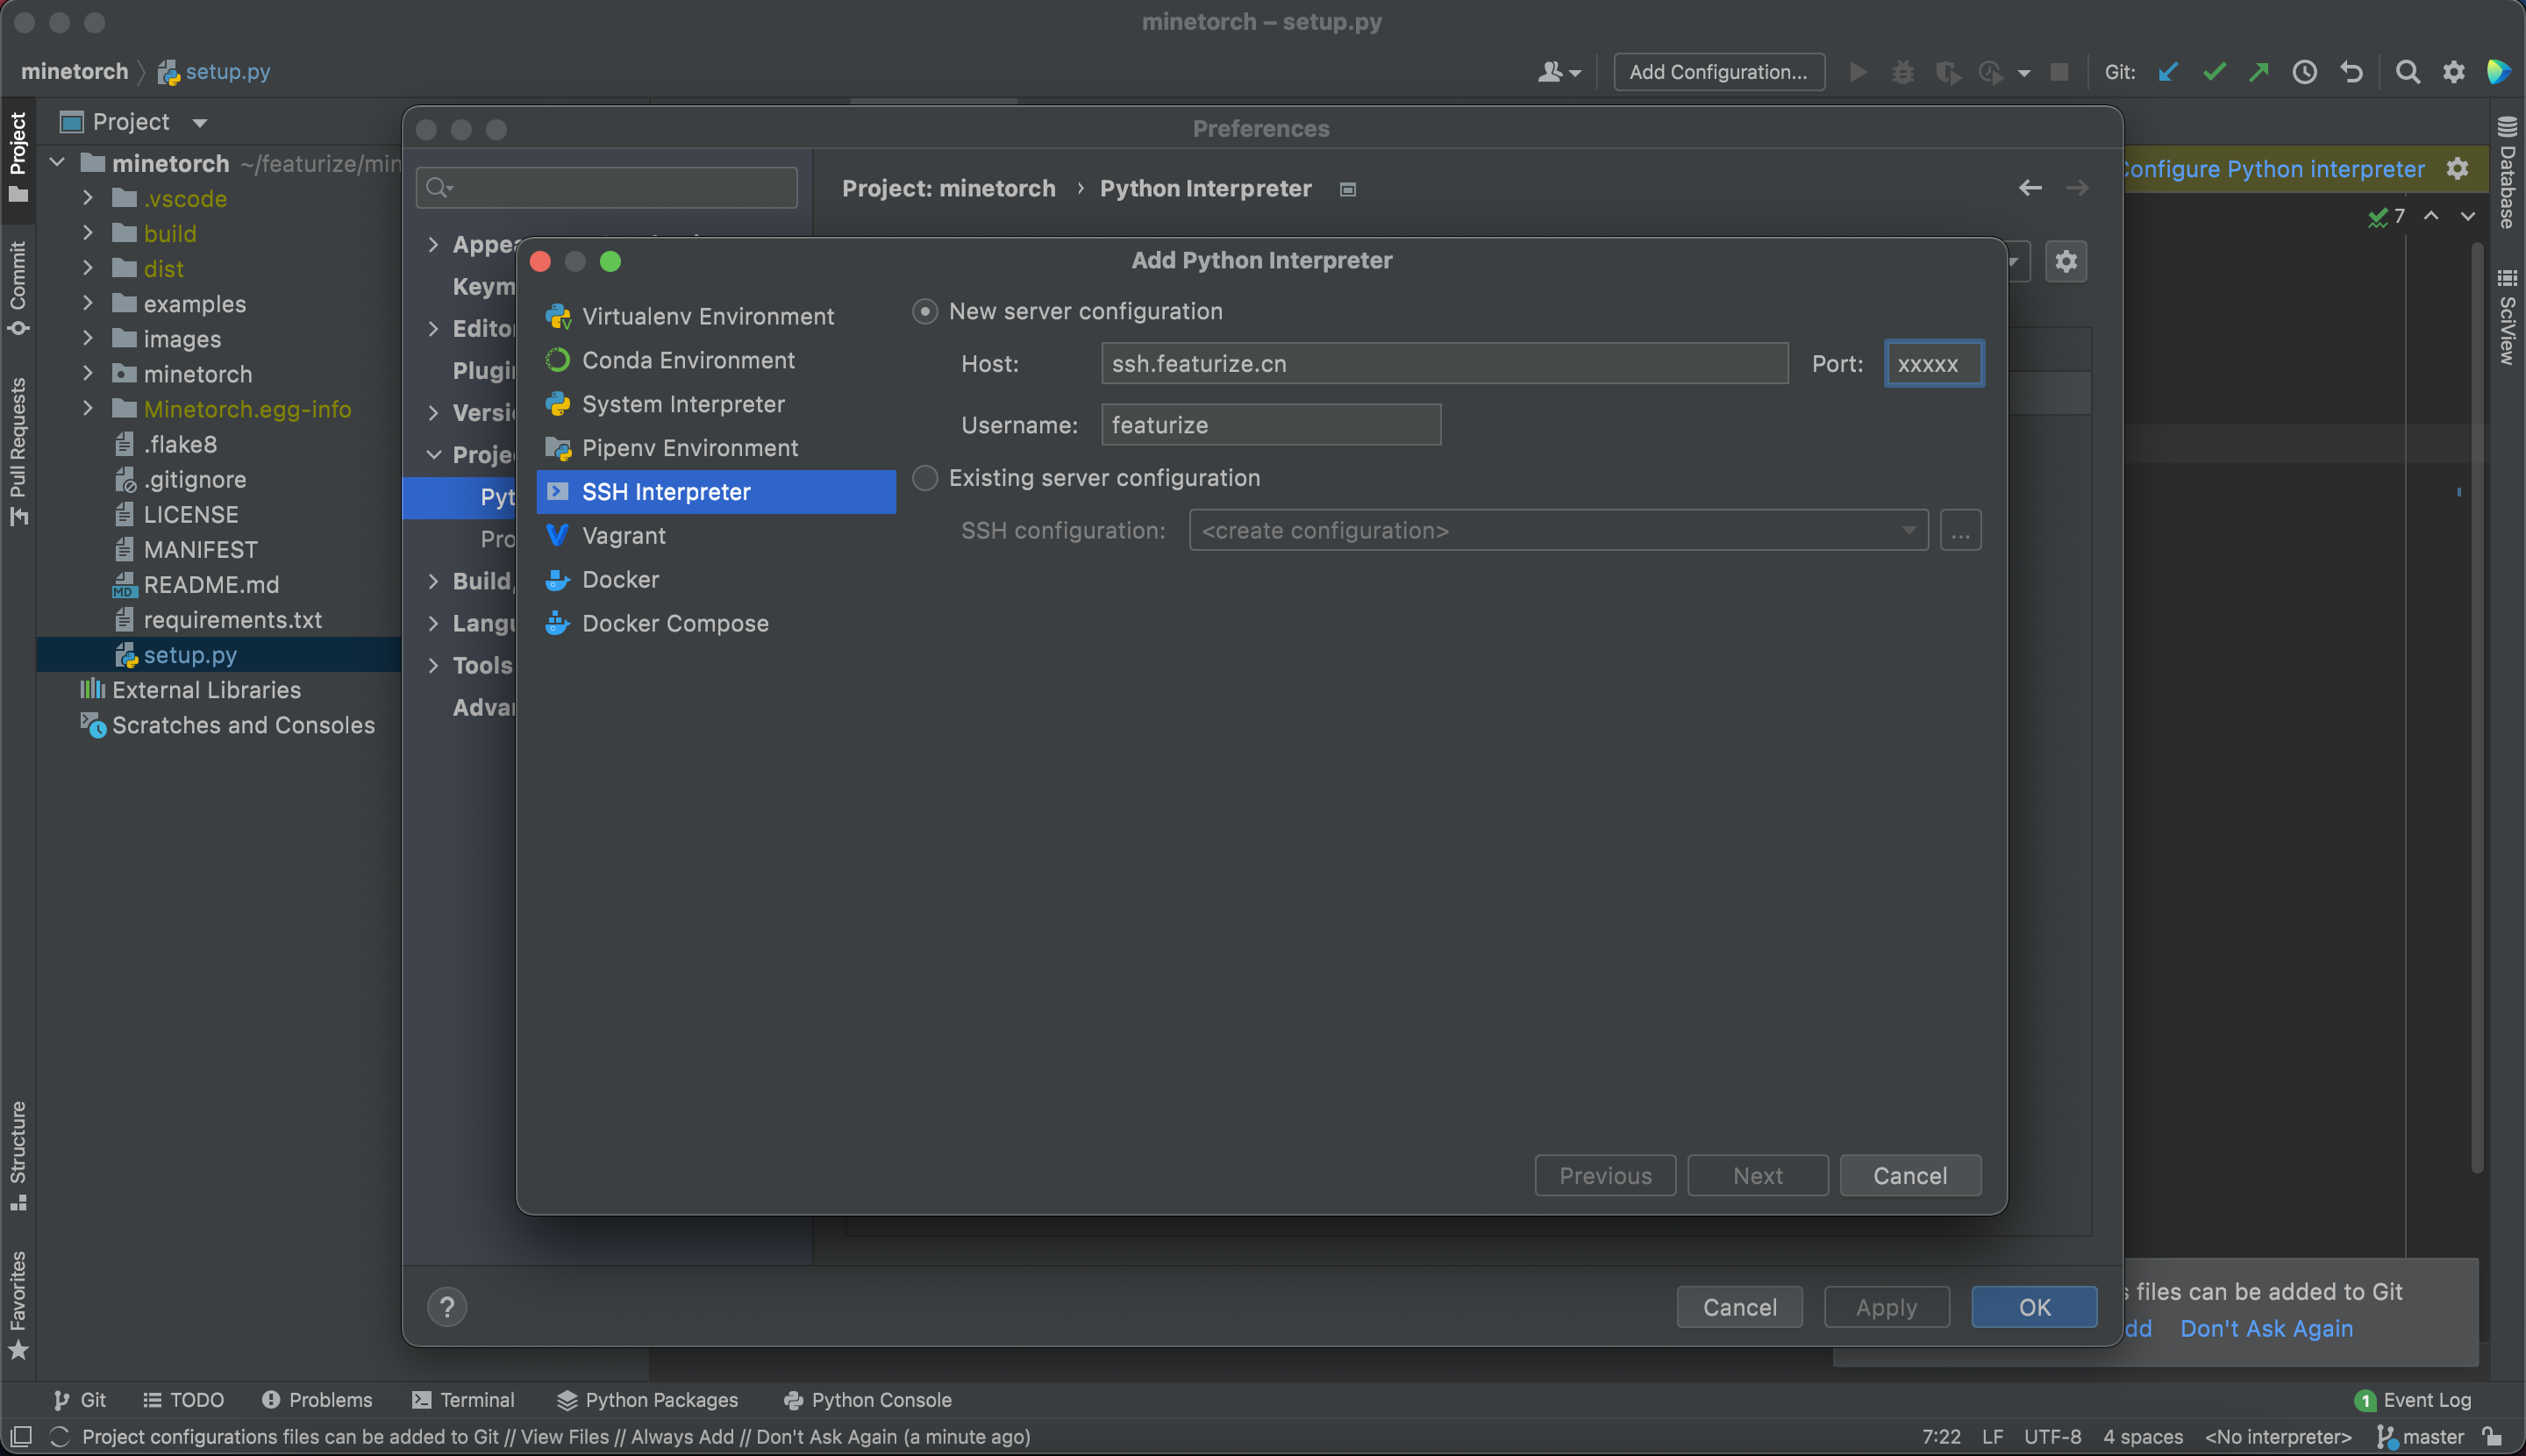 minetorch – setup.py
minetorch
setup.py
Add Configuration...
Git:
Project
Project
Commit
Pull Requests
Structure
Favorites
minetorch ~/featurize/min
.vscode
build
dist
examples
images
minetorch
Minetorch.egg-info
.flake8
.gitignore
LICENSE
MANIFEST
README.md
requirements.txt
setup.py
External Libraries
Scratches and Consoles
Preferences
Project: minetorch › Python Interpreter
Keym
Plugi
Versi
Proje
Pyt
Pro
Build,
Langu
Tools
Advan
Add Python Interpreter
Virtualenv Environment
Conda Environment
System Interpreter
Pipenv Environment
SSH Interpreter
Vagrant
Docker
Docker Compose
New server configuration
Host: ssh.featurize.cn Port: xxxxx
Username: featurize
Existing server configuration
SSH configuration: <create configuration> ...
Previous Next Cancel
? Cancel Apply OK
Configure Python interpreter
7
Database
SciView
files can be added to Git
Don't Ask Again
Git TODO Problems Terminal Python Packages Python Console
1 Event Log
Project configurations files can be added to Git // View Files // Always Add // Don't Ask Again (a minute ago)
7:22 LF UTF-8 4 spaces <No interpreter> master